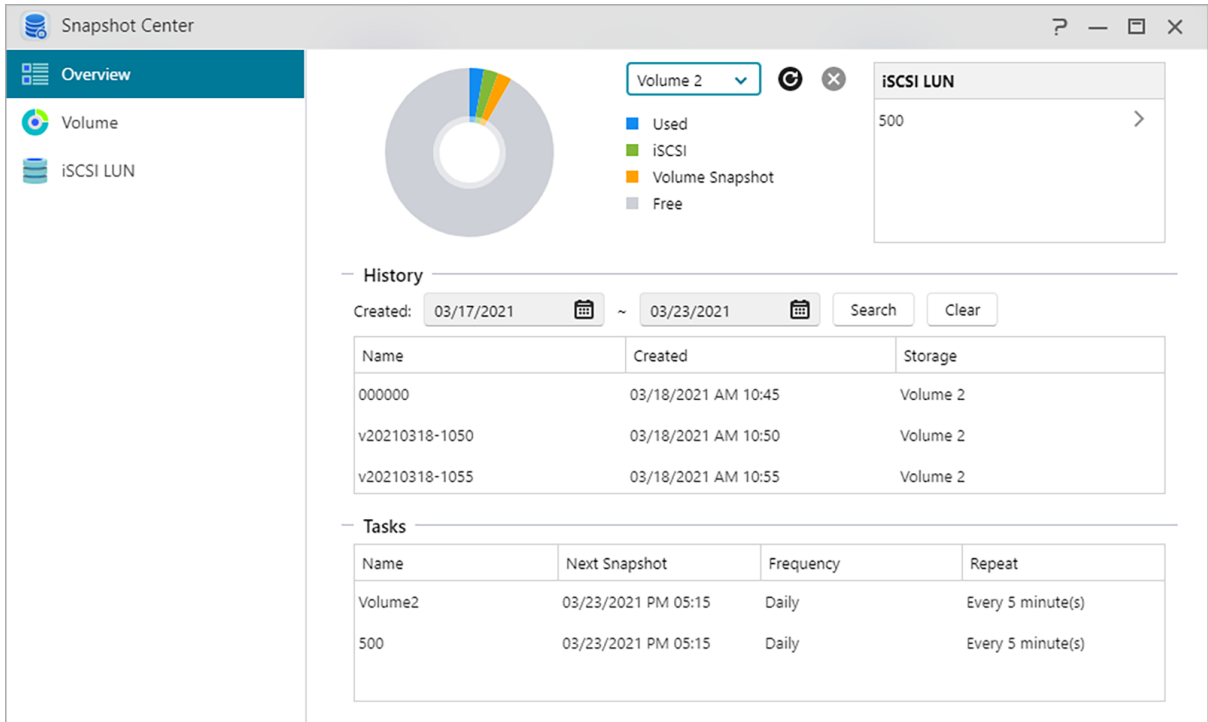 Snapshot Center
Overview
Volume
iSCSI LUN
Volume 2
Used
iSCSI
Volume Snapshot
Free
iSCSI LUN
500
History
Created: 03/17/2021 ~ 03/23/2021 Search Clear
Name Created Storage
000000 03/18/2021 AM 10:45 Volume 2
v20210318-1050 03/18/2021 AM 10:50 Volume 2
v20210318-1055 03/18/2021 AM 10:55 Volume 2
Tasks
Name Next Snapshot Frequency Repeat
Volume2 03/23/2021 PM 05:15 Daily Every 5 minute(s)
500 03/23/2021 PM 05:15 Daily Every 5 minute(s)